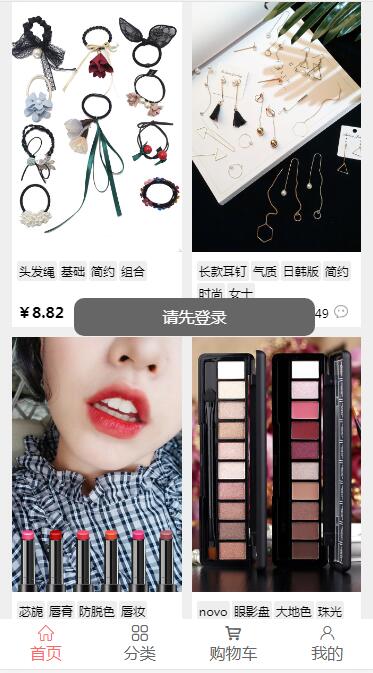 头发绳 基础 简约 组合
长款耳钉 气质 日韩版 简约
时尚 女士
￥8.82
请先登录
49
苾旎 唇膏 防脱色 唇妆
novo 眼影盘 大地色 珠光
首页 分类 购物车 我的